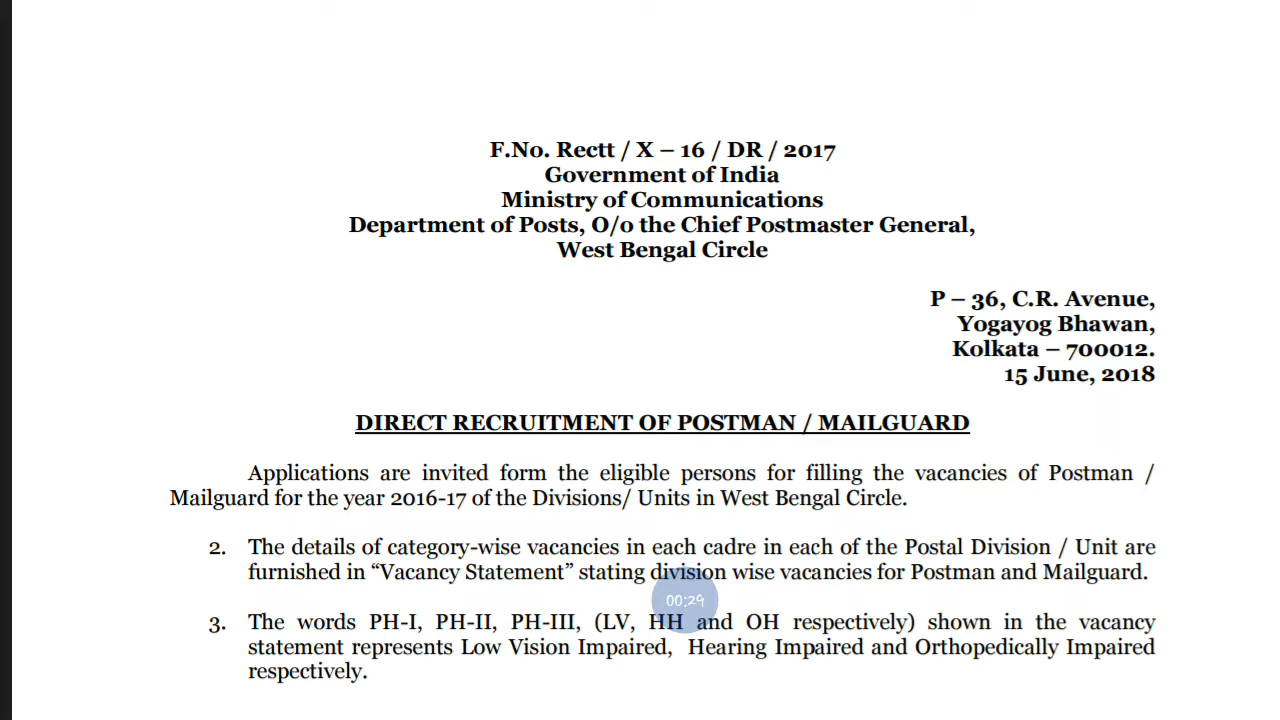 F.No. Rectt / X – 16 / DR / 2017
Government of India
Ministry of Communications
Department of Posts, O/o the Chief Postmaster General,
West Bengal Circle
P – 36, C.R. Avenue,
Yogayog Bhawan,
Kolkata – 700012.
15 June, 2018
DIRECT RECRUITMENT OF POSTMAN / MAILGUARD
Applications are invited form the eligible persons for filling the vacancies of Postman /
Mailguard for the year 2016-17 of the Divisions/ Units in West Bengal Circle.
2. The details of category-wise vacancies in each cadre in each of the Postal Division / Unit are
furnished in “Vacancy Statement” stating division wise vacancies for Postman and Mailguard.
00:29
3. The words PH-I, PH-II, PH-III, (LV, HH and OH respectively) shown in the vacancy
statement represents Low Vision Impaired, Hearing Impaired and Orthopedically Impaired
respectively.